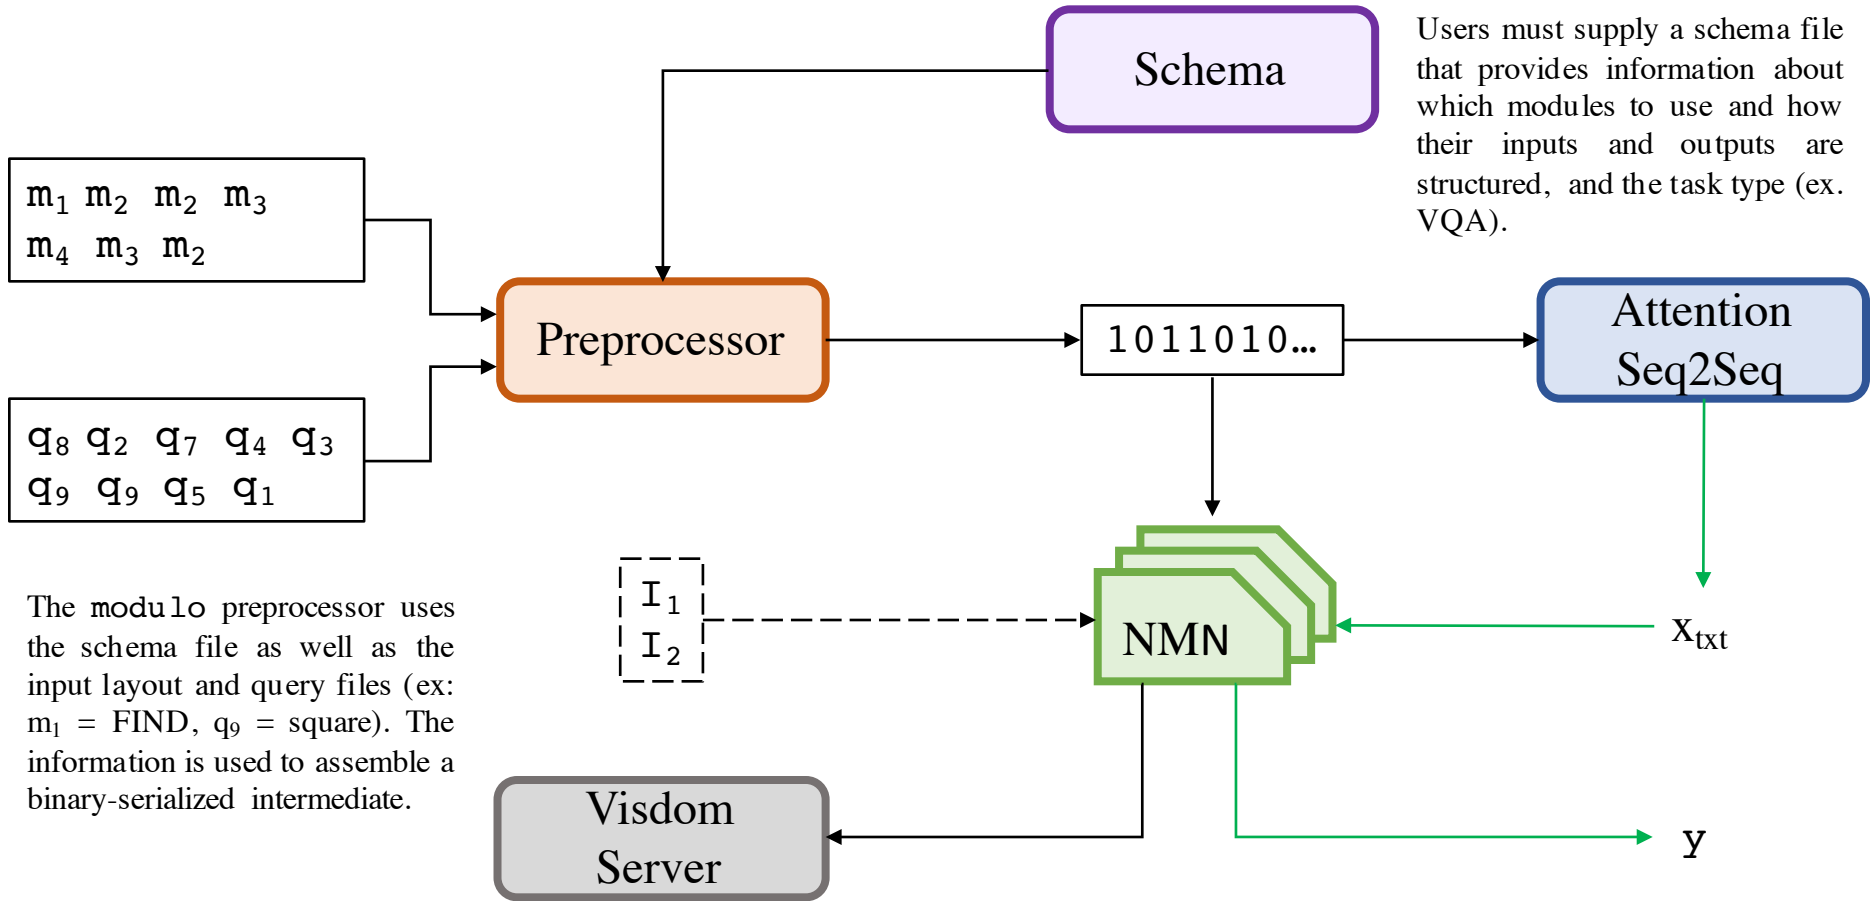 Schema
Users must supply a schema file
that provides information about
which modules to use and how
their inputs and outputs are
structured, and the task type (ex.
VQA).
m₁ m₂ m₂ m₃
m₄ m₃ m₂
Preprocessor
1011010…
Attention
Seq2Seq
q₈ q₂ q₇ q₄ q₃
q₉ q₉ q₅ q₁
I₁
I₂
NMN
xtxt
The modulo preprocessor uses
the schema file as well as the
input layout and query files (ex:
m₁ = FIND, q₉ = square). The
information is used to assemble a
binary-serialized intermediate.
Visdom
Server
y